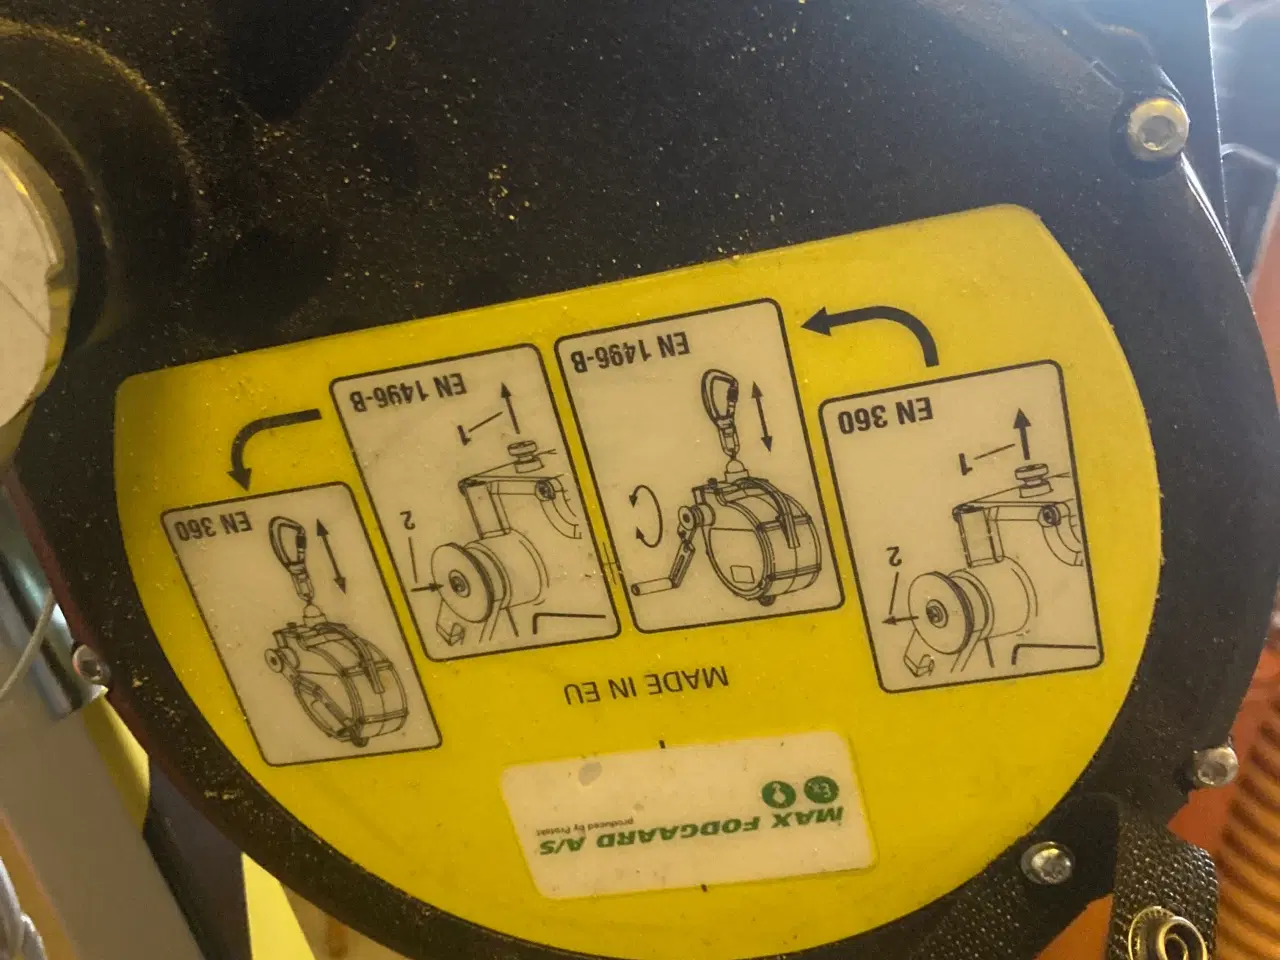 MAX FODGAARD A/S
produced by Protekt
Ex
MADE IN EU
2
1
EN 360
EN 1496-B
2
1
EN 1496-B
EN 360